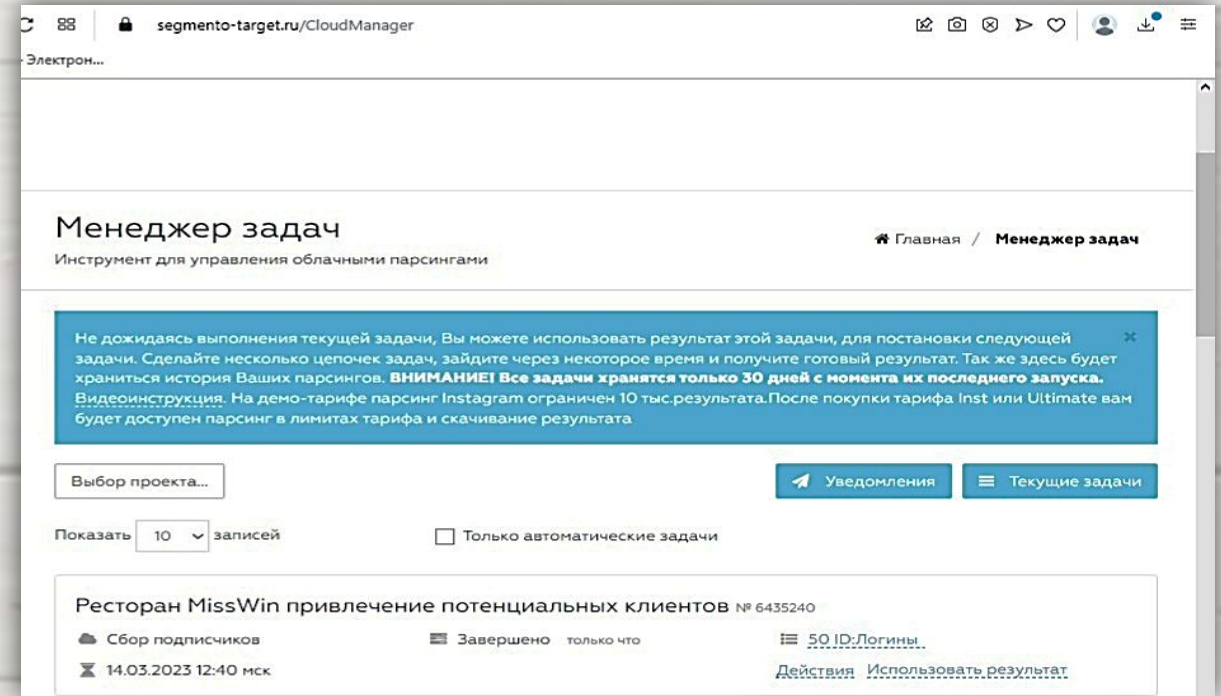 segmento-target.ru/CloudManager
Электрон...
Менеджер задач
Главная / Менеджер задач
Инструмент для управления облачными парсингами
Не дожидаясь выполнения текущей задачи, Вы можете использовать результат этой задачи, для постановки следующей
задачи. Сделайте несколько цепочек задач, зайдите через некоторое время и получите готовый результат. Так же здесь будет
храниться история Ваших парсингов. ВНИМАНИЕ! Все задачи хранятся только 30 дней с момента их последнего запуска.
Видеоинструкция. На демо-тарифе парсинг Instagram ограничен 10 тыс.результата.После покупки тарифа Inst или Ultimate вам
будет доступен парсинг в лимитах тарифа и скачивание результата
Выбор проекта...
Уведомления
Текущие задачи
Показать 10 записей
Только автоматические задачи
Ресторан MissWin привлечение потенциальных клиентов № 6435240
Сбор подписчиков
Завершено только что
50 ID:Логины
14.03.2023 12:40 мск
Действия Использовать результат